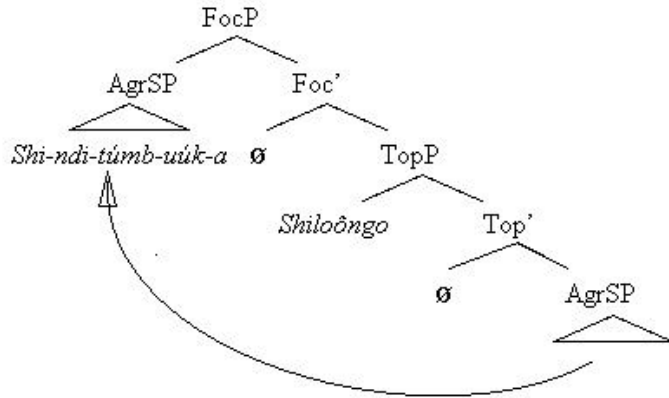 FocP
AgrSP Foc'
Shi-ndi-túmb-uúk-a ø TopP
Shiloôngo Top'
ø AgrSP